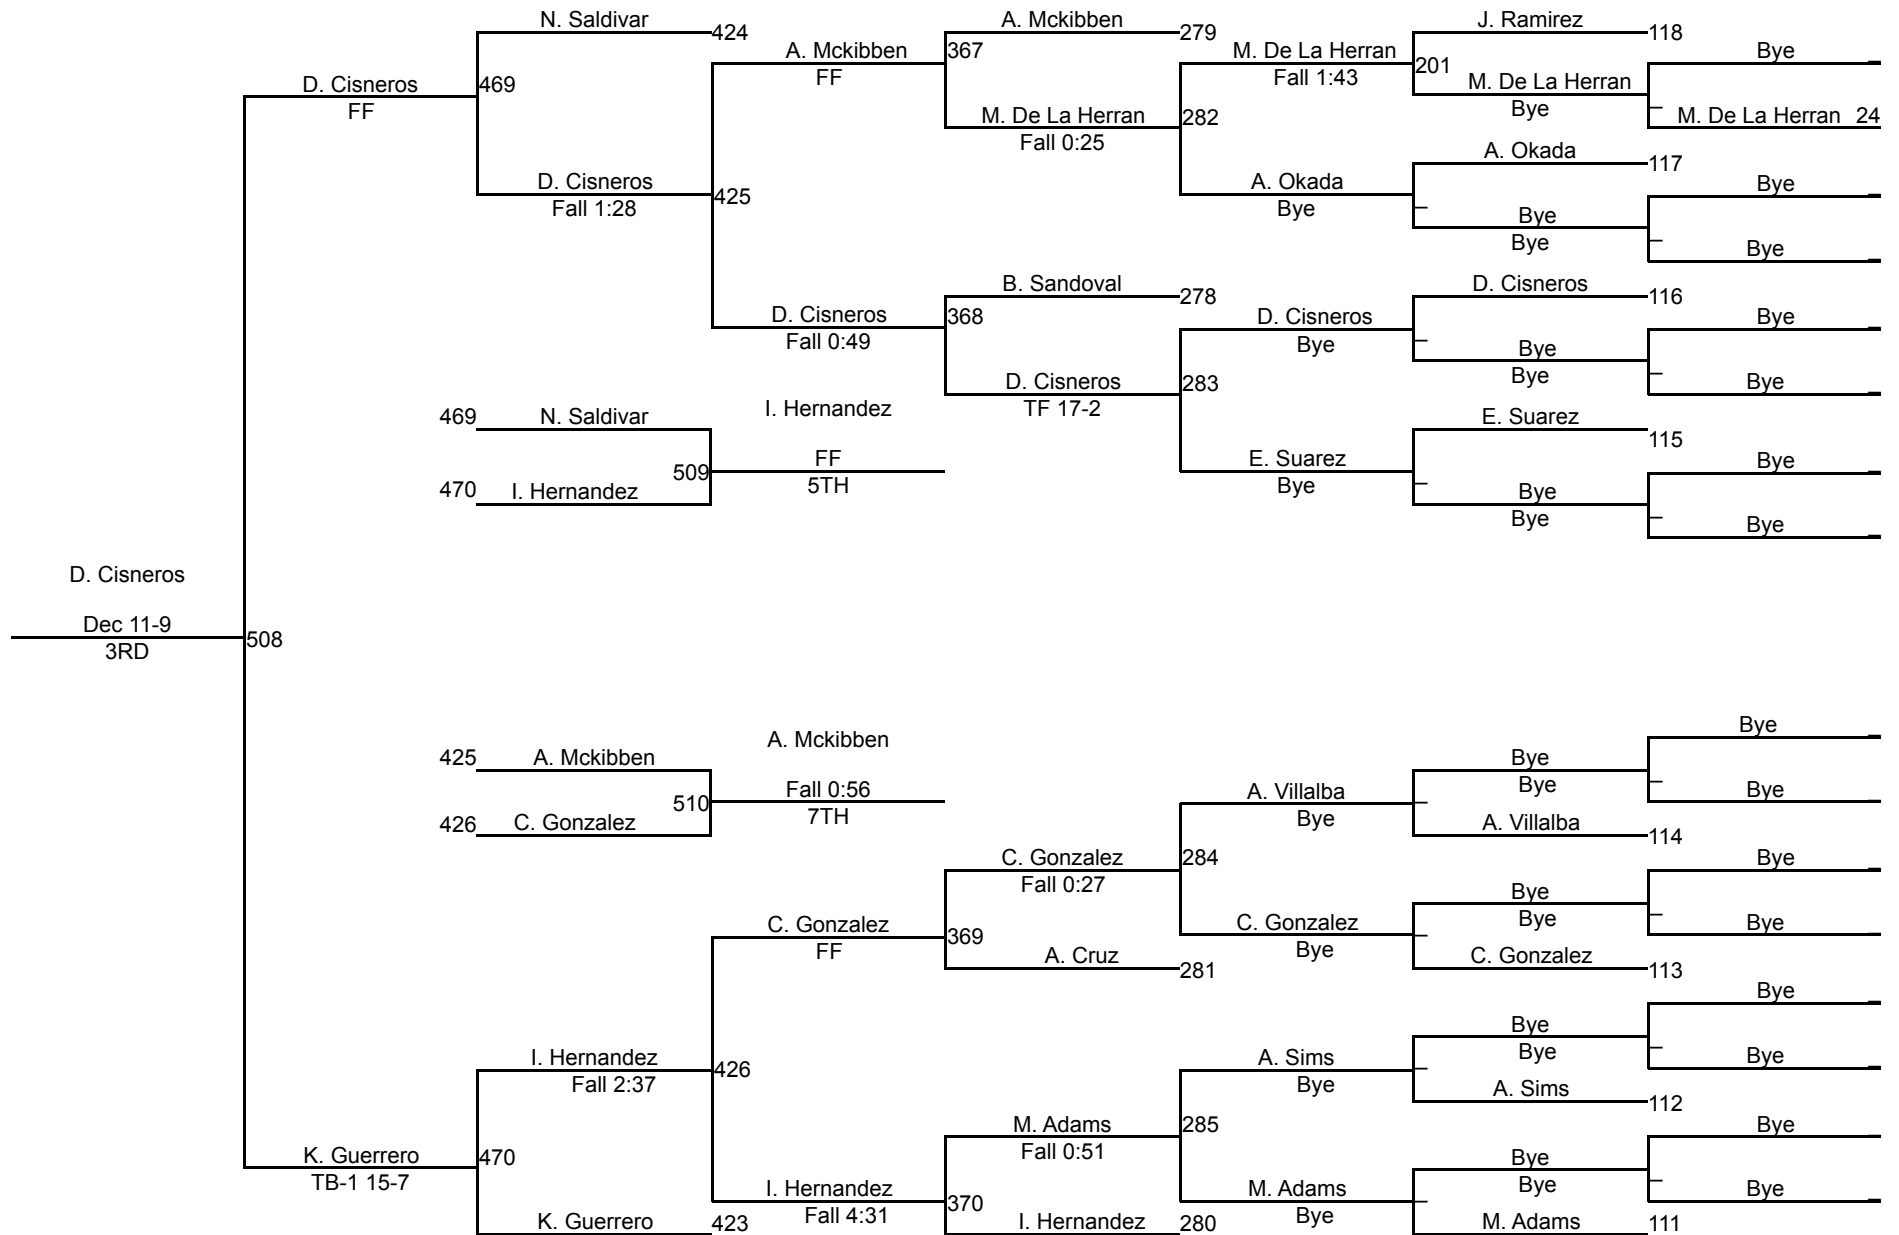 N. Saldivar
424
A. Mckibben
279
J. Ramirez
118
A. Mckibben
FF
367
M. De La Herran
Fall 1:43
201
Bye
D. Cisneros
FF
469
M. De La Herran
Bye
M. De La Herran
Fall 0:25
282
M. De La Herran 24
A. Okada
117
D. Cisneros
Fall 1:28
425
A. Okada
Bye
Bye
Bye
Bye
Bye
B. Sandoval
278
D. Cisneros
116
D. Cisneros
Fall 0:49
368
D. Cisneros
Bye
Bye
Bye
Bye
D. Cisneros
TF 17-2
283
Bye
469
N. Saldivar
I. Hernandez
E. Suarez
115
FF
5TH
509
E. Suarez
Bye
Bye
470
I. Hernandez
Bye
Bye
Bye
D. Cisneros
Dec 11-9
3RD
508
Bye
425
A. Mckibben
A. Mckibben
Bye
Bye
Fall 0:56
7TH
510
A. Villalba
Bye
Bye
426
C. Gonzalez
A. Villalba
114
C. Gonzalez
Fall 0:27
284
Bye
Bye
Bye
C. Gonzalez
FF
369
C. Gonzalez
Bye
Bye
A. Cruz
281
C. Gonzalez
113
Bye
Bye
Bye
I. Hernandez
Fall 2:37
426
A. Sims
Bye
Bye
A. Sims
112
M. Adams
Fall 0:51
285
Bye
K. Guerrero
TB-1 15-7
470
Bye
Bye
I. Hernandez
Fall 4:31
370
M. Adams
Bye
Bye
K. Guerrero
423
I. Hernandez
280
M. Adams
111